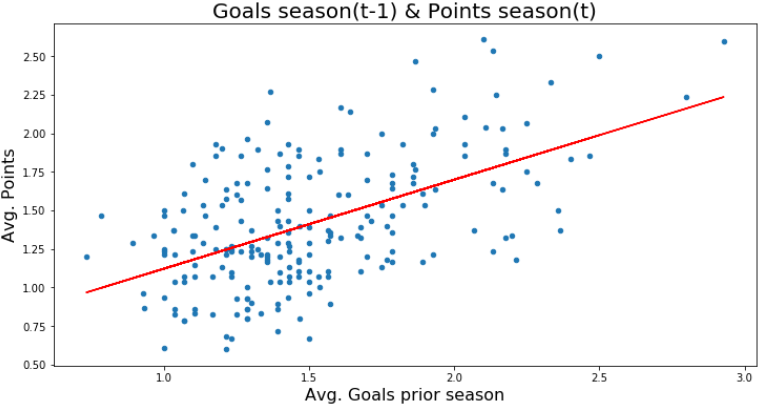 Goals season(t-1) & Points season(t)
2.50
2.25
2.00
1.75
1.50
1.25
1.00
0.75
0.50
Avg. Points
1.0 1.5 2.0 2.5 3.0
Avg. Goals prior season